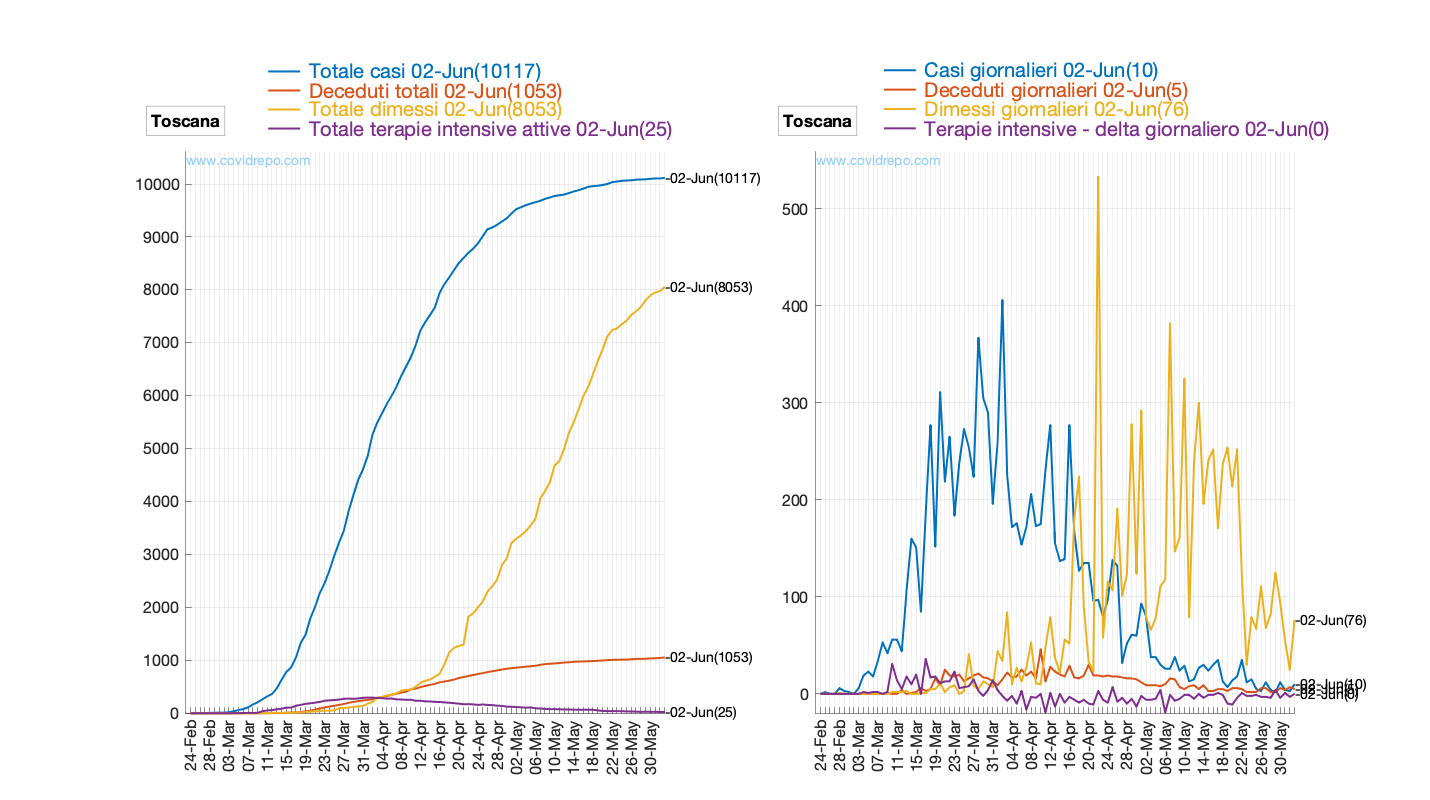 Totale casi 02-Jun(10117)
Deceduti totali 02-Jun(1053)
Totale dimessi 02-Jun(8053)
Totale terapie intensive attive 02-Jun(25)
Toscana
www.covidrepo.com
10000
9000
8000
7000
6000
5000
4000
3000
2000
1000
0
-02-Jun(10117)
-02-Jun(8053)
-02-Jun(1053)
-02-Jun(25)
24-Feb
28-Feb
03-Mar
07-Mar
11-Mar
15-Mar
19-Mar
23-Mar
27-Mar
31-Mar
04-Apr
08-Apr
12-Apr
16-Apr
20-Apr
24-Apr
28-Apr
02-May
06-May
10-May
14-May
18-May
22-May
26-May
30-May
Casi giornalieri 02-Jun(10)
Deceduti giornalieri 02-Jun(5)
Dimessi giornalieri 02-Jun(76)
Terapie intensive - delta giornaliero 02-Jun(0)
Toscana
www.covidrepo.com
500
400
300
200
100
0
-02-Jun(76)
-02-Jun(10)
-02-Jun(0)
24-Feb
28-Feb
03-Mar
07-Mar
11-Mar
15-Mar
19-Mar
23-Mar
27-Mar
31-Mar
04-Apr
08-Apr
12-Apr
16-Apr
20-Apr
24-Apr
28-Apr
02-May
06-May
10-May
14-May
18-May
22-May
26-May
30-May